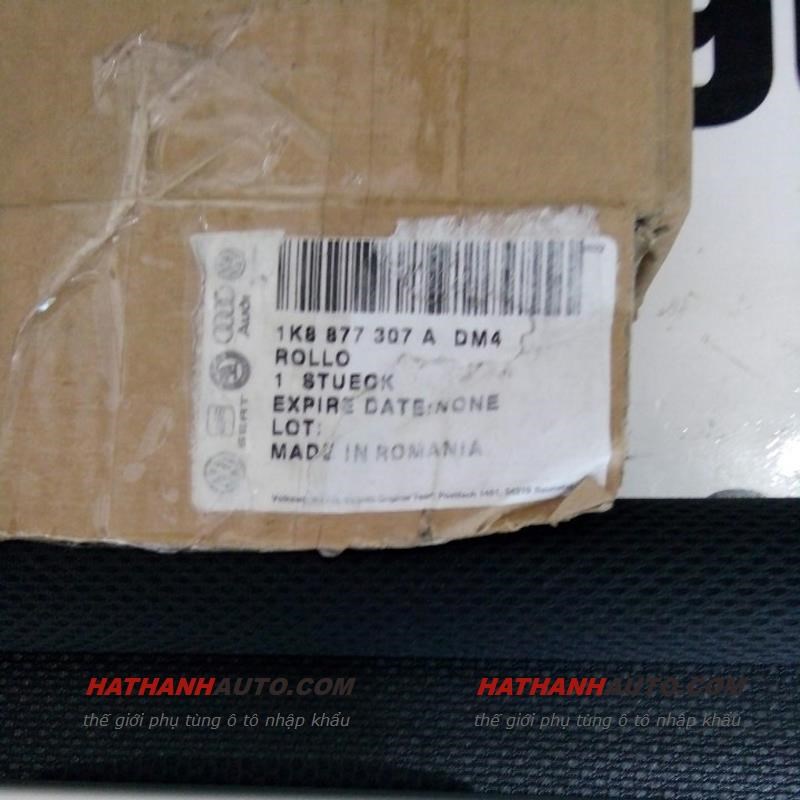 Audi
SEAT
1K8 877 307 A DM4
ROLLO
1 STUECK
EXPIRE DATE:NONE
LOT:
MADE IN ROMANIA
HATHANHAUTO.COM
thế giới phụ tùng ô tô nhập khẩu
HATHANHAUTO.COM
thế giới phụ tùng ô tô nhập khẩu